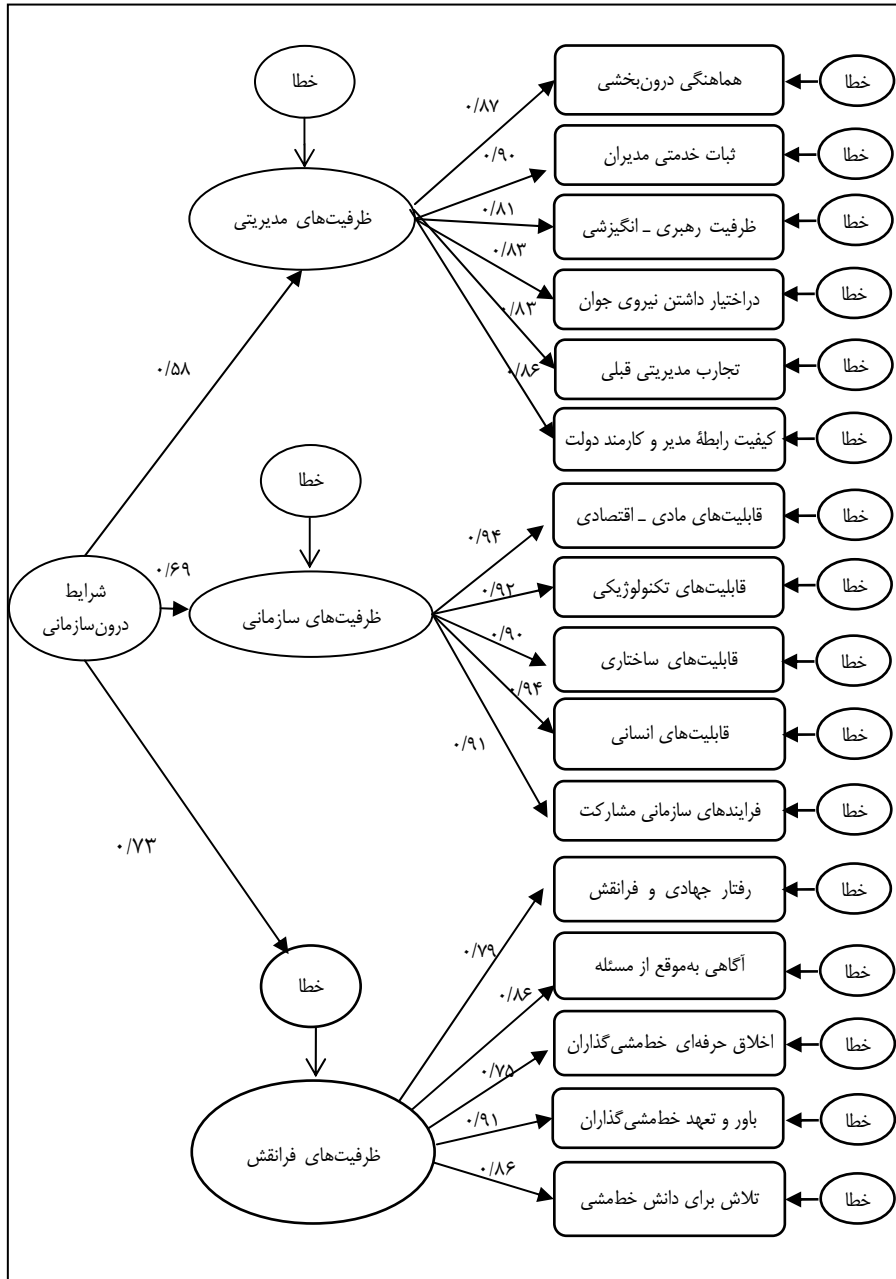 خطا
هماهنگی درون‌بخشی
خطا
۰/۸۷
ثبات خدمتی مدیران
خطا
۰/۹۰
ظرفیت‌های مدیریتی
۰/۸۱
ظرفیت رهبری ـ انگیزشی
خطا
۰/۸۳
دراختیار داشتن نیروی جوان
خطا
۰/۸۳
تجارب مدیریتی قبلی
خطا
۰/۸۶
کیفیت رابطهٔ مدیر و کارمند دولت
خطا
۰/۵۸
خطا
قابلیت‌های مادی ـ اقتصادی
خطا
۰/۹۴
شرایط
درون‌سازمانی
۰/۶۹
ظرفیت‌های سازمانی
۰/۹۲
قابلیت‌های تکنولوژیکی
خطا
۰/۹۰
قابلیت‌های ساختاری
خطا
۰/۹۴
قابلیت‌های انسانی
خطا
۰/۹۱
فرایندهای سازمانی مشارکت
خطا
۰/۷۳
رفتار جهادی و فرانقش
خطا
خطا
۰/۷۹
آگاهی به‌موقع از مسئله
خطا
۰/۸۶
اخلاق حرفه‌ای خط‌مشی‌گذاران
خطا
۰/۷۵
ظرفیت‌های فرانقش
۰/۹۱
باور و تعهد خط‌مشی‌گذاران
خطا
۰/۸۶
تلاش برای دانش خط‌مشی
خطا